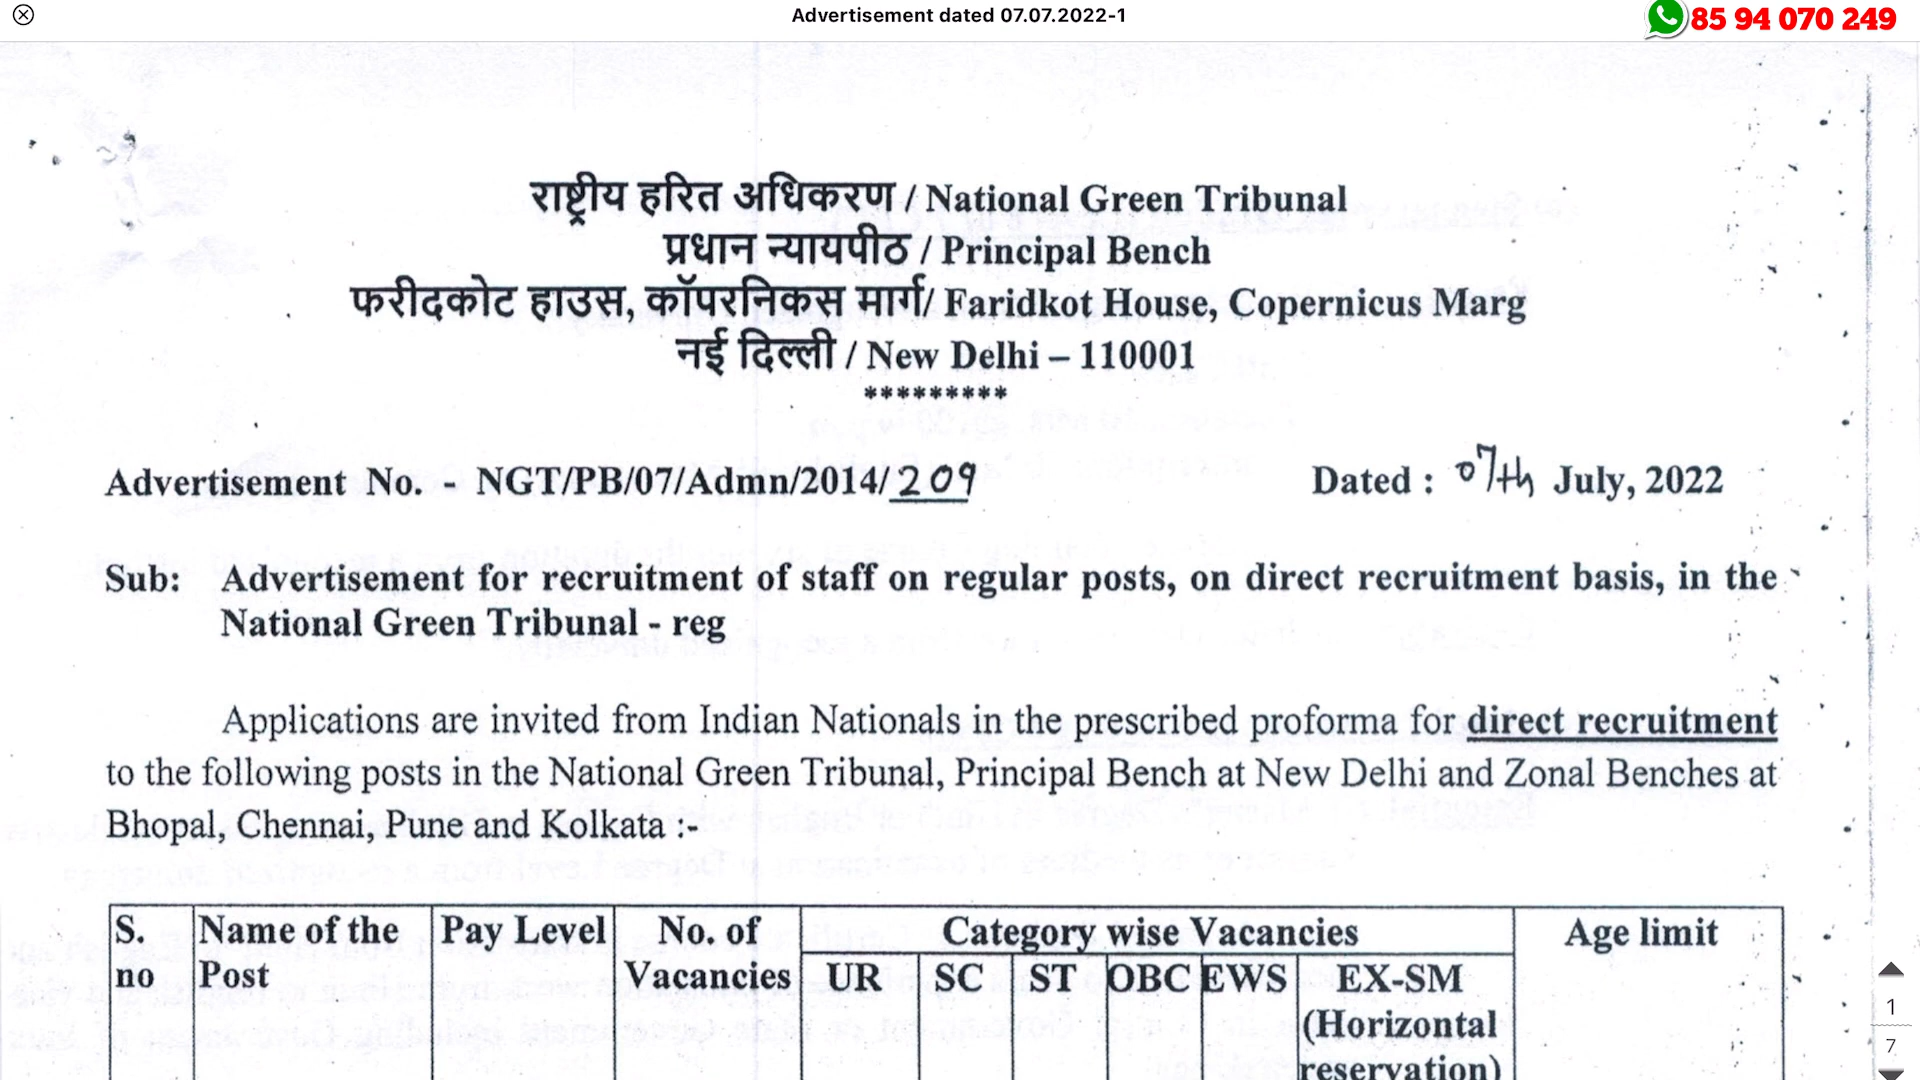 Advertisement dated 07.07.2022-1
85 94 070 249
राष्ट्रीय हरित अधिकरण / National Green Tribunal
प्रधान न्यायपीठ / Principal Bench
फरीदकोट हाउस, कॉपरनिकस मार्ग/ Faridkot House, Copernicus Marg
नई दिल्ली / New Delhi – 110001
*********
Advertisement No. - NGT/PB/07/Admn/2014/209 Dated : 07th July, 2022
Sub: Advertisement for recruitment of staff on regular posts, on direct recruitment basis, in the
National Green Tribunal - reg
Applications are invited from Indian Nationals in the prescribed proforma for direct recruitment
to the following posts in the National Green Tribunal, Principal Bench at New Delhi and Zonal Benches at
Bhopal, Chennai, Pune and Kolkata :-
S. Name of the Pay Level No. of Category wise Vacancies Age limit
no Post Vacancies UR SC ST OBC EWS EX-SM
(Horizontal
reservation)
1
7